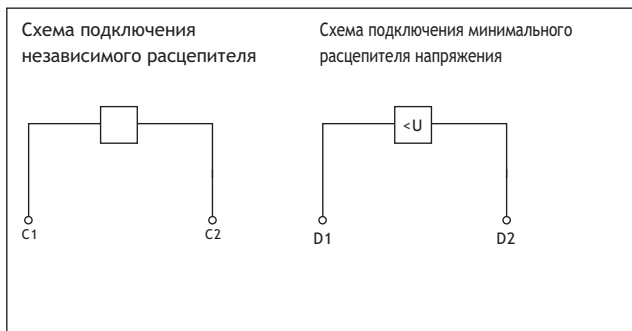 Схема подключения
независимого расцепителя
Схема подключения минимального
расцепителя напряжения
<U
C1
C2
D1
D2